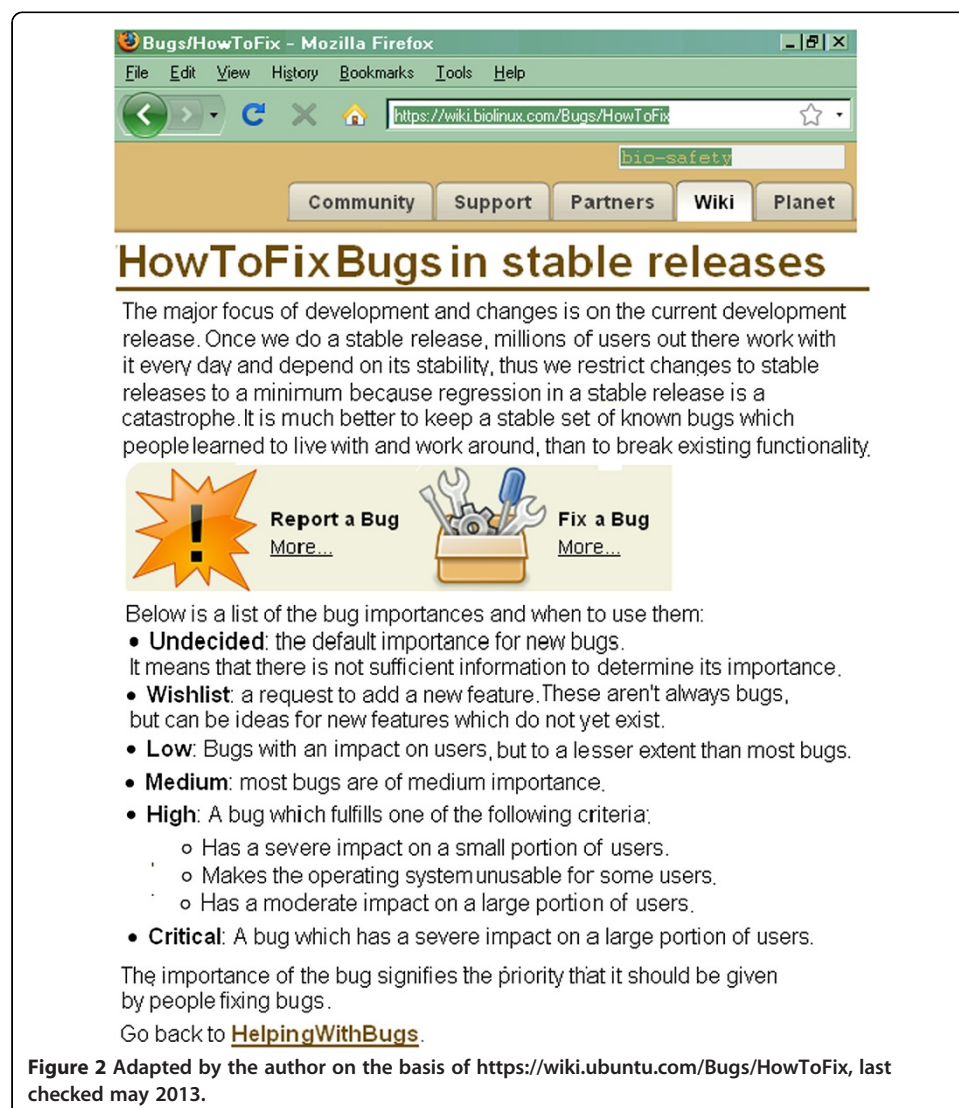 Bugs/HowToFix - Mozilla Firefox
File Edit View History Bookmarks Tools Help
https://wiki.biolinux.com/Bugs/HowToFix
bio-safety
Community Support Partners Wiki Planet
HowToFixBugs in stable releases
The major focus of development and changes is on the current development
release. Once we do a stable release, millions of users out there work with
it every day and depend on its stability, thus we restrict changes to stable
releases to a minimum because regression in a stable release is a
catastrophe. It is much better to keep a stable set of known bugs which
people learned to live with and work around, than to break existing functionality.
!
Report a Bug
More...
Fix a Bug
More...
Below is a list of the bug importances and when to use them:
• Undecided: the default importance for new bugs.
It means that there is not sufficient information to determine its importance.
• Wishlist: a request to add a new feature. These aren't always bugs,
but can be ideas for new features which do not yet exist.
• Low: Bugs with an impact on users, but to a lesser extent than most bugs.
• Medium: most bugs are of medium importance.
• High: A bug which fulfills one of the following criteria:
o Has a severe impact on a small portion of users.
o Makes the operating system unusable for some users.
o Has a moderate impact on a large portion of users.
• Critical: A bug which has a severe impact on a large portion of users.
The importance of the bug signifies the priority that it should be given
by people fixing bugs.
Go back to HelpingWithBugs.
Figure 2 Adapted by the author on the basis of https://wiki.ubuntu.com/Bugs/HowToFix, last
checked may 2013.